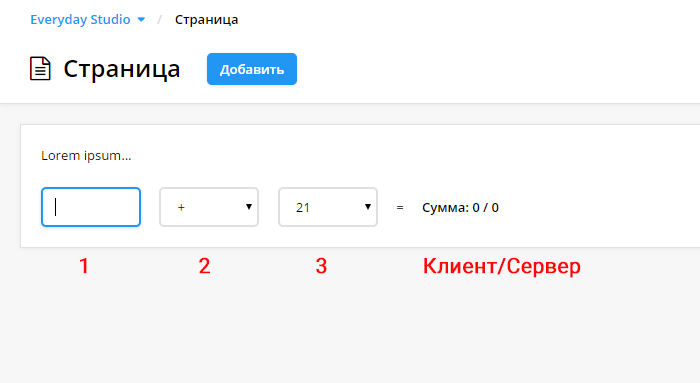 Everyday Studio / Страница
Страница Добавить
Lorem ipsum...
+ 21 = Сумма: 0 / 0
1 2 3 Клиент/Сервер